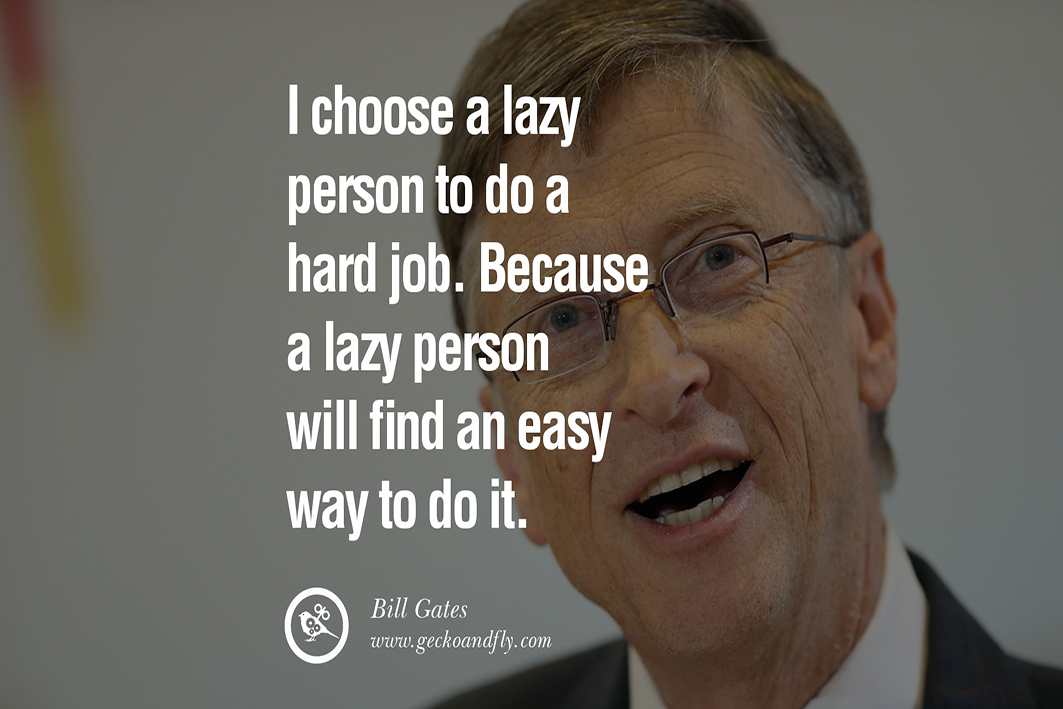 I choose a lazy
person to do a
hard job. Because
a lazy person
will find an easy
way to do it.
Bill Gates
www.geckoandfly.com